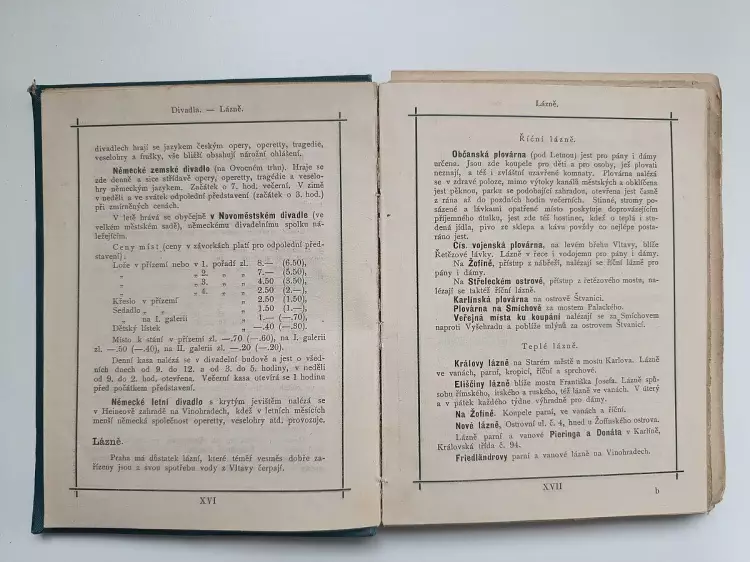 Divadla. — Lázně.
divadlech hrají se jazykem českým opery, operetty, tragedie,
veselohry a frašky, vše bližší obsahují nárožní ohlášení.
Německé zemské divadlo (na Ovocném trhu). Hraje se
zde denně a sice střídavě opery, operetty, tragédie a veselo-
hry německým jazykem. Začátek o 7. hod. večerní. V zimě
v neděli a ve svátek odpolední představení (začátek o 3. hod.)
při zmírněných cenách.
V letě hrává se obyčejně v Novoměstském divadle (ve
velkém městském sadě), německému divadelnímu spolku ná-
ležejícím.
Ceny míst: (ceny v závorkách platí pro odpolední před-
stavení):
Lože v přízemí nebo v 1. pořadí zl. 8.— (6.50),
„ „ 2. „ „ 7.— (5.50),
„ „ 3. „ „ 4.50 (3.50),
„ „ 4. „ „ 2.50 (2.—),
Křeslo v přízemí „ 2.50 (1.50),
Sedadlo „ „ „ 1.50 (1.—),
„ na I. galerii „ 1.— (—.70),
Dětský lístek „ —.40 (—.30).
Místo k stání v přízemí —.70 (—.60), na I. galerii
zl. —.50 (—.40), na II. galerii zl. —.20 (—.20).
Denní kasa nalézá se v divadelní budově a jest o všed-
ních dnech od 9. do 12. a od 3. do 5. hodiny, v neděli
od 9. do 2. hod. otevřena. Večerní kasa utevírá se 1 hodinu
před počátkem představení.
Německé letní divadlo s krytým jevištěm nalézá se
v Heineově zahradě na Vinohradech, kdež v letních měsících
menší německá společnost operetty, veselohry atd. provozuje.
Lázně.
Praha má důstatek lázní, které téměř vesměs dobře za-
řízeny jsou a svou spotřebu vody z Vltavy čerpají.
XVI
Lázně.
Říční lázně.
Občanská plovárna (pod Letnou) jest pro pány i dámy
určena. Jsou zde koupele pro děti a pro osoby, jež plovati
neznají, a též i zvláštní uzavřené komnaty. Plovárna nalézá
se v zdravé poloze, mimo výtoky kanálů městských a obklíčena
jest pěknou, parku se podobající zahradou, otevřena jest časně
z rána až do pozdních hodin večerních. Stinné, stromy po-
sázené a lávkami opatřené místo poskytuje doprovázejícím
příjemného útulku, jest zde též hostinec, kdež o teplá i stu-
dená jídla, pivo ze sklepa a kávu pováždy co nejlépe posta-
ráno jest.
Cís. vojenská plovárna, na levém břehu Vltavy, blíže
Řetězové lávky. Lázně v řece i vodojemu pro pány i dámy.
Na Žofíně, přístup z nábřeží, nalézají se říční lázně pro
pány i dámy.
Na Střeleckém ostrově, přístup z řetězového mostu, na-
lézají se taktéž říční lázně.
Karlínská plovárna na ostrově Štvanici.
Plovárna na Smíchově za mostem Palackého.
Veřejná místa ku koupání nalézají se za Smíchovem
naproti Vyšehradu a poblíže mlýnů za ostrovem Štvanicí.
Teplé lázně.
Královy lázně na Starém městě u mostu Karlova. Lázně
ve vanách, parní, kropicí, říční a sprchové.
Eliščiny lázně blíže mostu Františka Josefa. Lázně způ-
sobu římského, irského a ruského, též lázně ve vanách. V úterý
a v pátek každého týdne výhradně pro dámy.
Na Žofíně. Koupele parní, ve vanách a říční.
Nové lázně, Ostrovní ul. č. 4, hned u Žofínského ostrova.
Lázně parní a vanové Pieringa a Donáta v Karlíně,
Královská třída č. 94.
Friedländrovy parní a vanové lázně na Vinohradech.
XVII
b